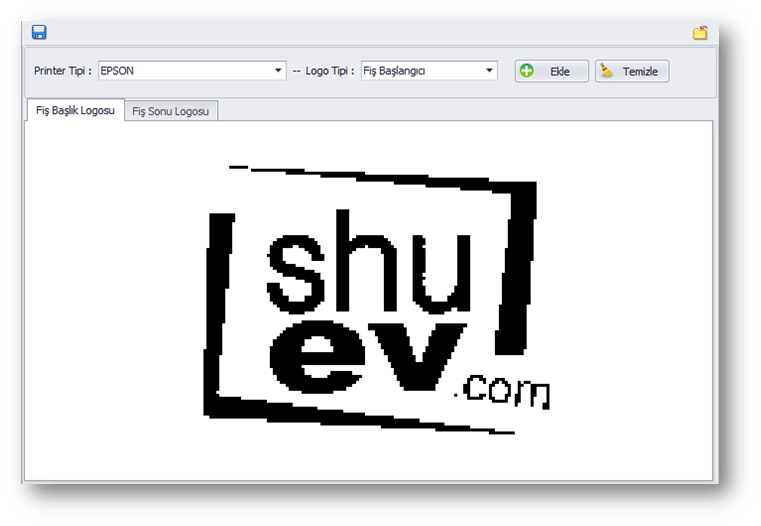 Printer Tipi : EPSON -- Logo Tipi : Fiş Başlangıcı Ekle Temizle
Fiş Başlık Logosu Fiş Sonu Logosu
shu
ev
.com